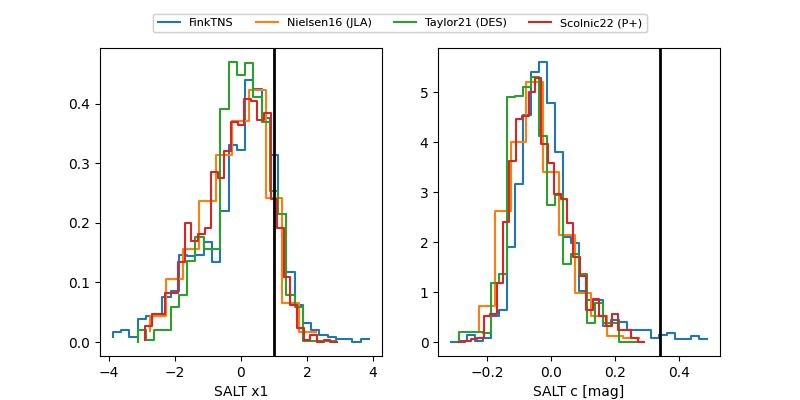 FinkTNS Nielsen16 (JLA) Taylor21 (DES) Scolnic22 (P+)
0.4
0.3
0.2
0.1
0.0
−4 −2 0 2 4
SALT x1
5
4
3
2
1
0
−0.2 0.0 0.2 0.4
SALT c [mag]